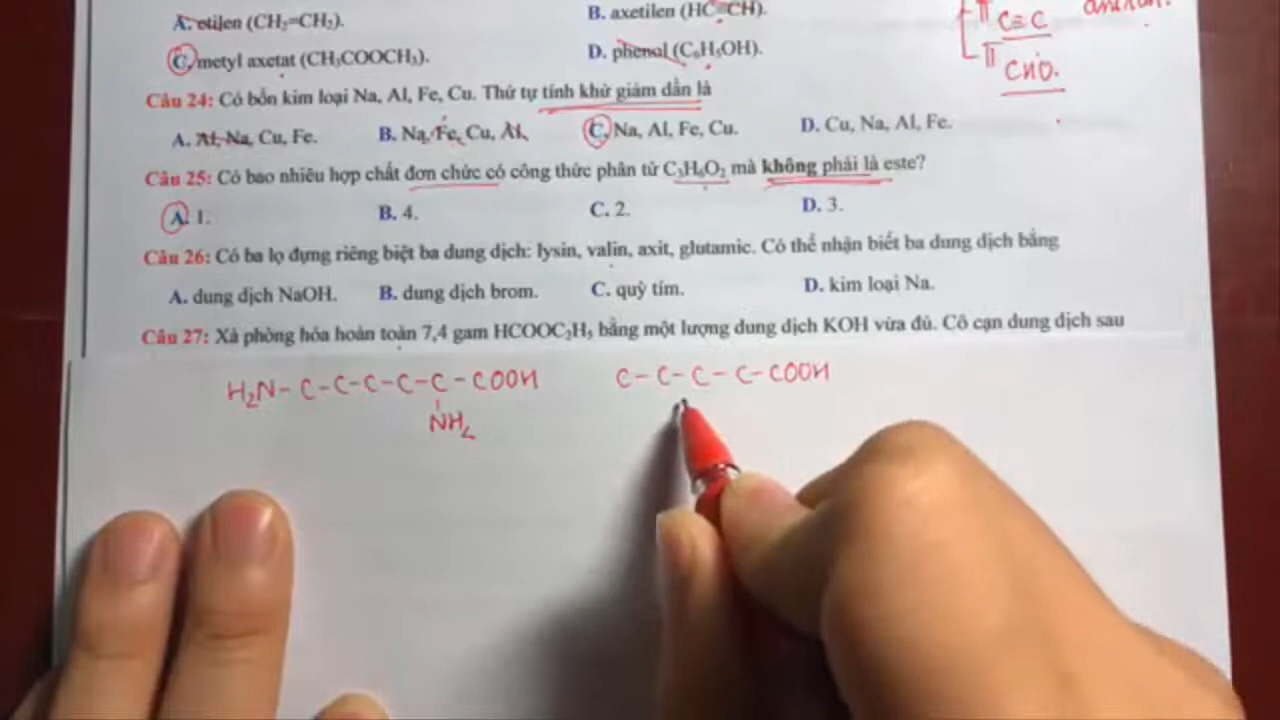 A. etilen (CH₂=CH₂).
B. axetilen (HC≡CH).
C. metyl axetat (CH₃COOCH₃).
D. phenol (C₆H₅OH).
π C≡C
π CHO.
Câu 24: Có bốn kim loại Na, Al, Fe, Cu. Thứ tự tính khử giảm dần là
A. Al, Na, Cu, Fe. B. Na, Fe, Cu, Al. C. Na, Al, Fe, Cu. D. Cu, Na, Al, Fe.
Câu 25: Có bao nhiêu hợp chất đơn chức có công thức phân tử C₃H₆O₂ mà không phải là este?
A. 1. B. 4. C. 2. D. 3.
Câu 26: Có ba lọ đựng riêng biệt ba dung dịch: lysin, valin, axit, glutamic. Có thể nhận biết ba dung dịch bằng
A. dung dịch NaOH. B. dung dịch brom. C. quỳ tím. D. kim loại Na.
Câu 27: Xà phòng hóa hoàn toàn 7,4 gam HCOOC₂H₅ bằng một lượng dung dịch KOH vừa đủ. Cô cạn dung dịch sau
H₂N-C-C-C-C-C-COOH C-C-C-C-COOH
NH₂